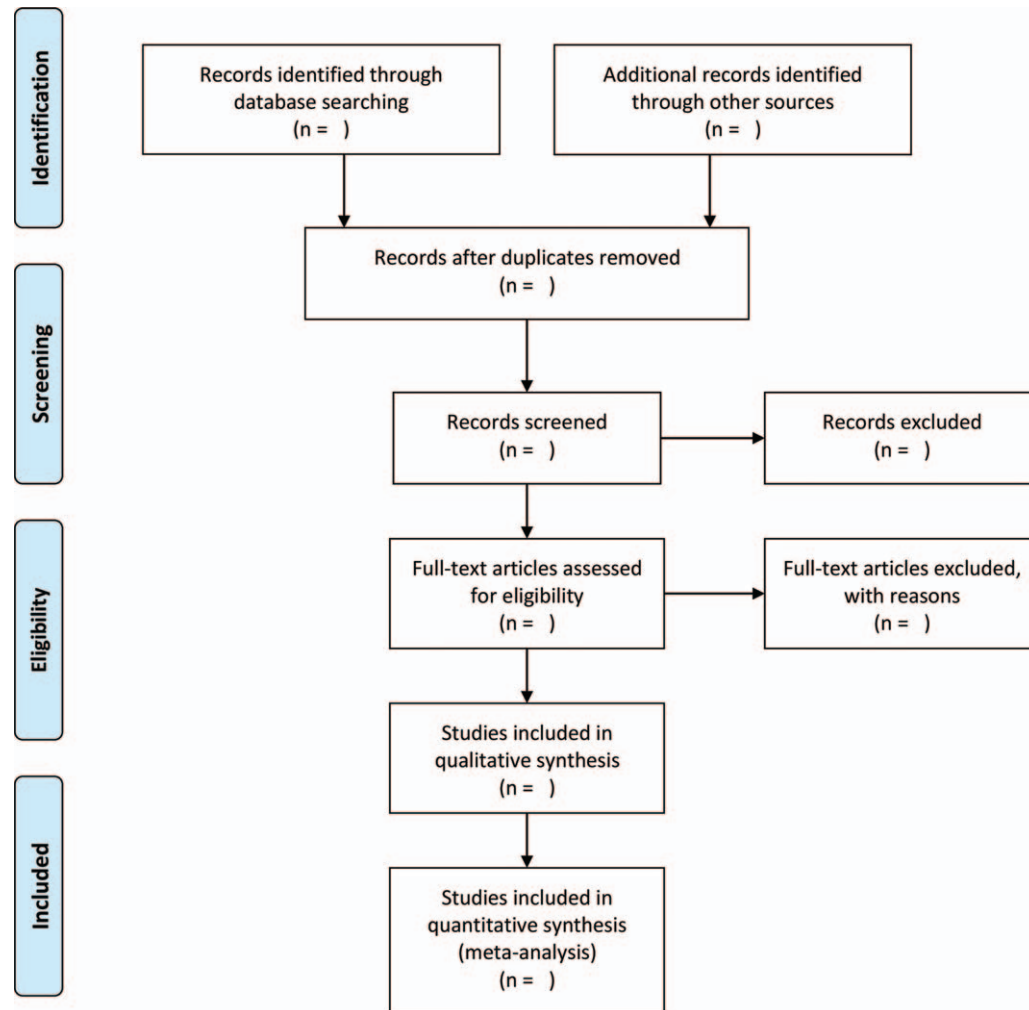 Identification
Records identified through
database searching
(n =   )
Additional records identified
through other sources
(n =   )
Records after duplicates removed
(n =   )
Screening
Records screened
(n =   )
Records excluded
(n =   )
Eligibility
Full-text articles assessed
for eligibility
(n =   )
Full-text articles excluded,
with reasons
(n =   )
Studies included in
qualitative synthesis
(n =   )
Included
Studies included in
quantitative synthesis
(meta-analysis)
(n =   )